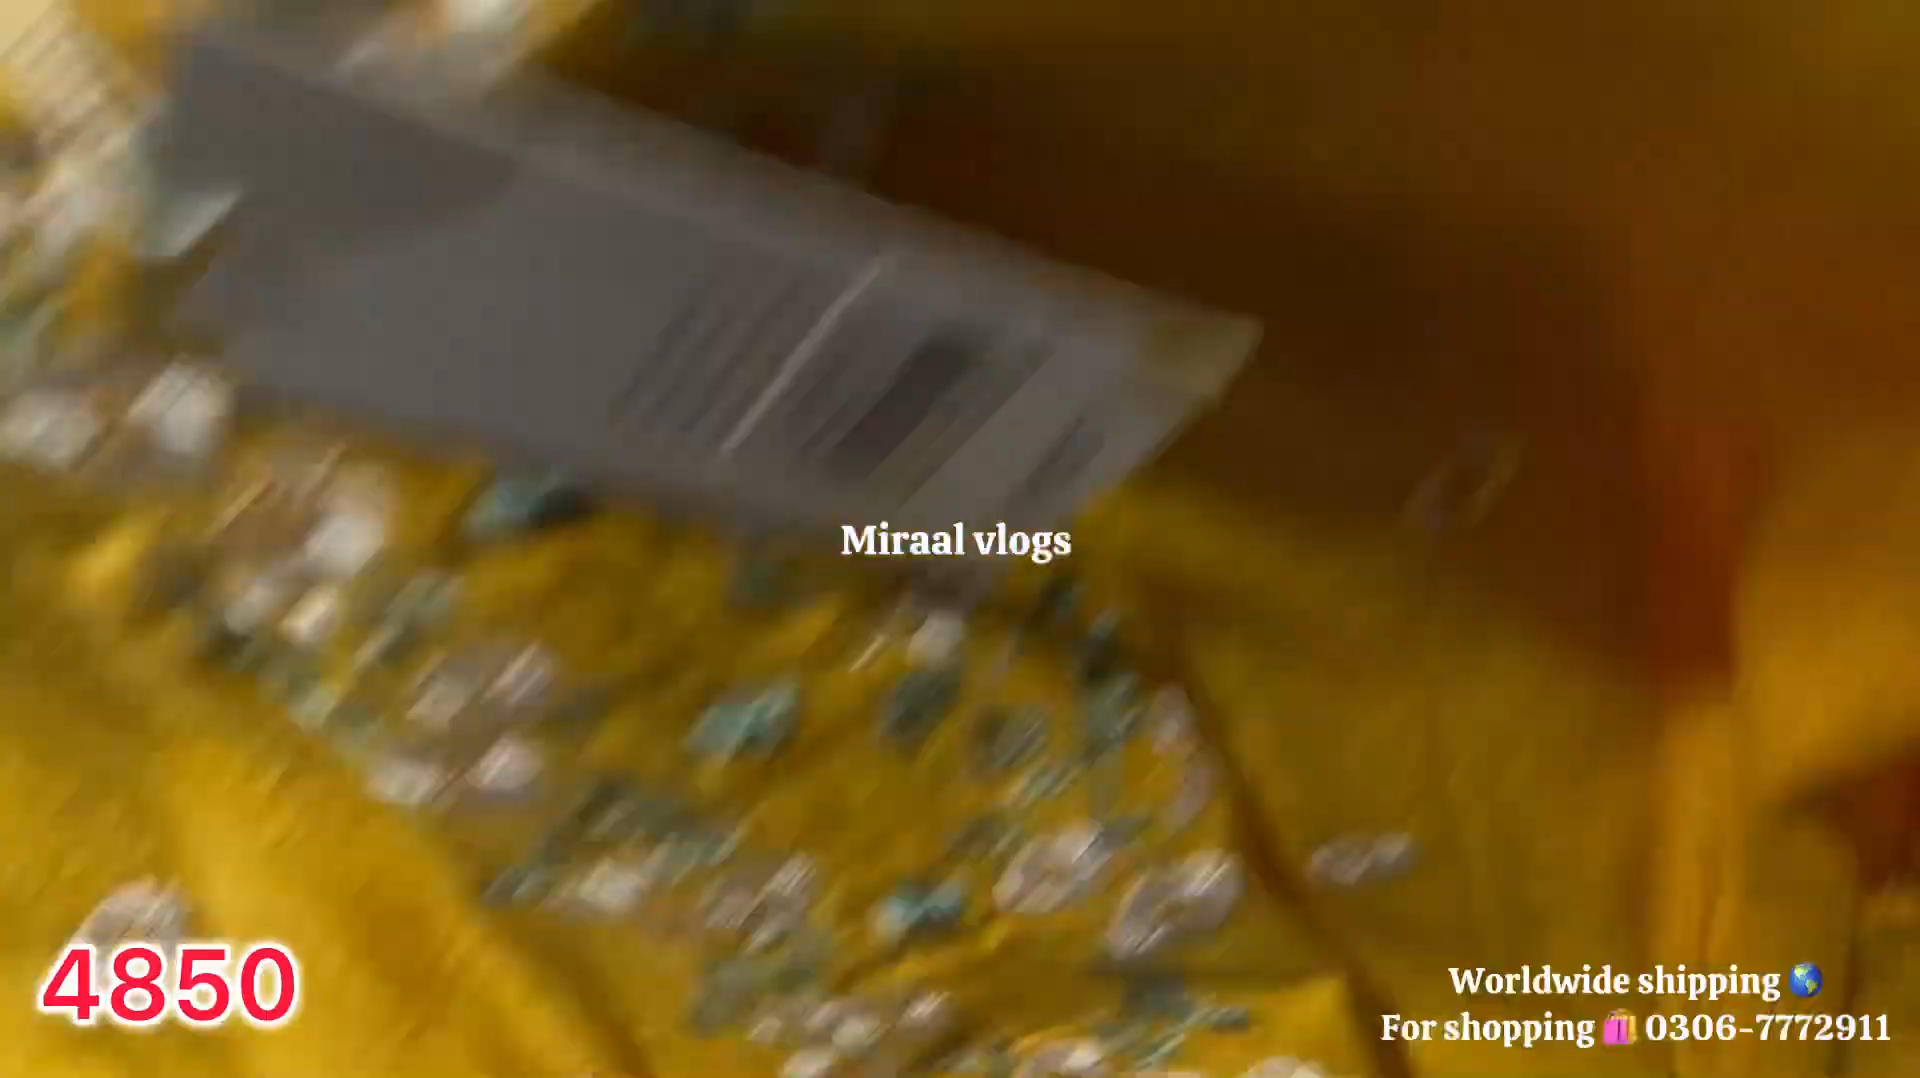 Miraal vlogs
4850
Worldwide shipping 🌎
For shopping 🛍️ 0306-7772911